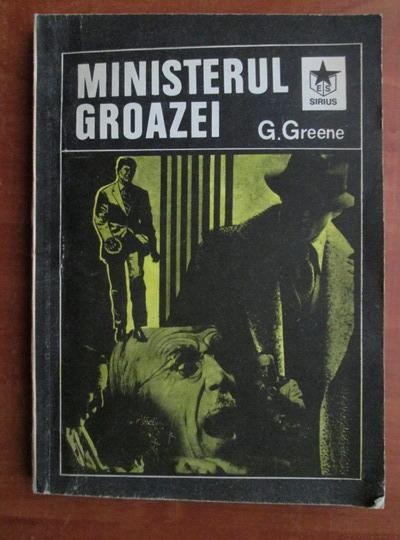 MINISTERUL
GROAZEI
G.Greene
ES
SIRIUS